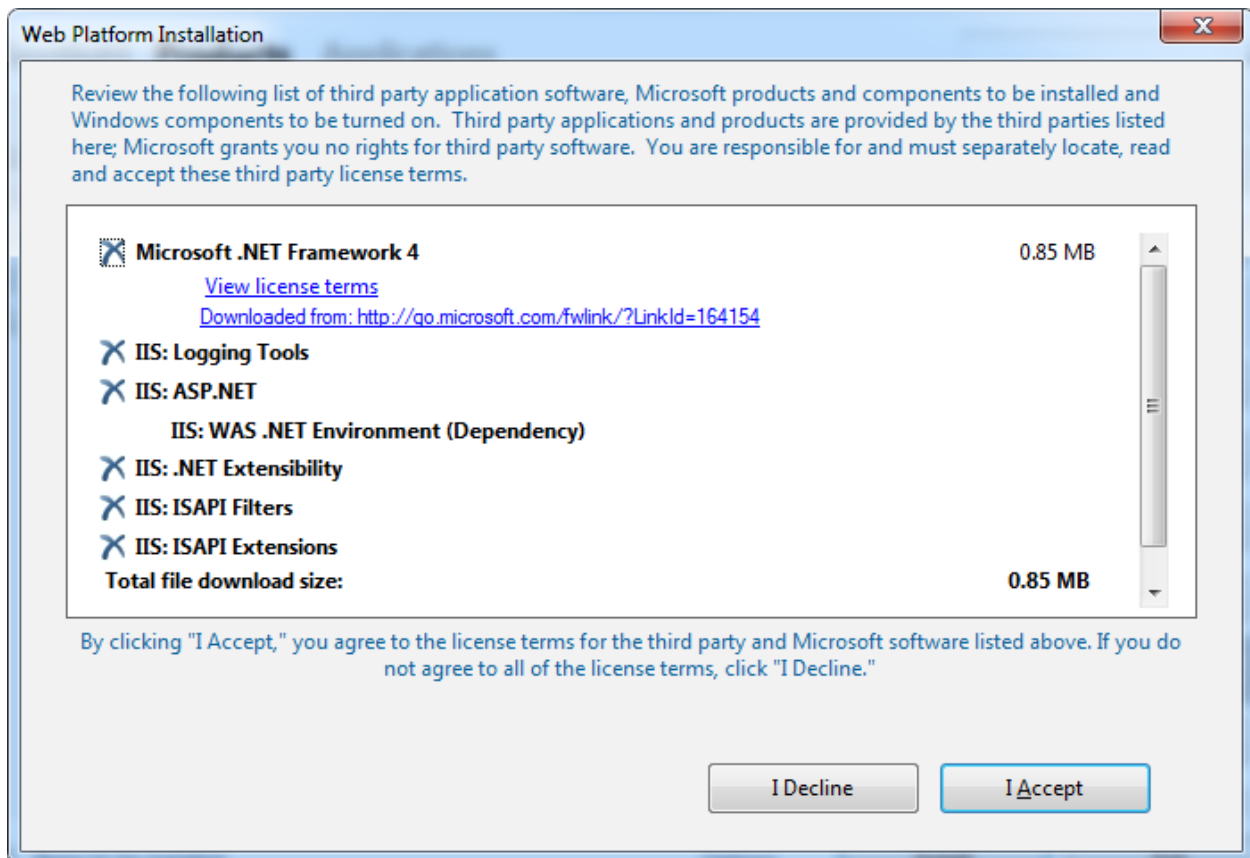 Web Platform Installation
Review the following list of third party application software, Microsoft products and components to be installed and
Windows components to be turned on.  Third party applications and products are provided by the third parties listed
here; Microsoft grants you no rights for third party software.  You are responsible for and must separately locate, read
and accept these third party license terms.
Microsoft .NET Framework 4 0.85 MB
View license terms
Downloaded from: http://go.microsoft.com/fwlink/?LinkId=164154
IIS: Logging Tools
IIS: ASP.NET
IIS: WAS .NET Environment (Dependency)
IIS: .NET Extensibility
IIS: ISAPI Filters
IIS: ISAPI Extensions
Total file download size: 0.85 MB
By clicking "I Accept," you agree to the license terms for the third party and Microsoft software listed above. If you do
not agree to all of the license terms, click "I Decline."
I Decline I Accept